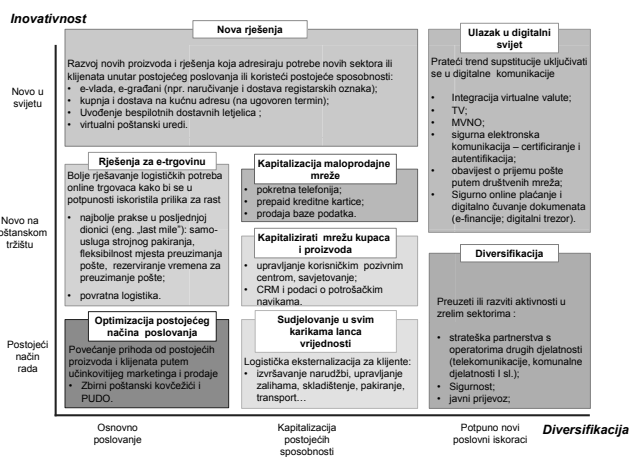 Inovativnost
Nova rješenja
Razvoj novih proizvoda i rješenja koja adresiraju potrebe novih sektora ili
klijenata unutar postojećeg poslovanja ili koristeći postojeće sposobnosti:
• e-vlada, e-građani (npr. naručivanje i dostava registarskih oznaka);
• kupnja i dostava na kućnu adresu (na ugovoren termin);
• Uvođenje bespilotnih dostavnih letjelica ;
• virtualni poštanski uredi.
Ulazak u digitalni
svijet
Prateći trend supstitucije uključivati
se u digitalne komunikacije
• Integracija virtualne valute;
• TV;
• MVNO;
• sigurna elektronska
komunikacija – certificiranje i
autentifikacija;
• obavijest o prijemu pošte
putem društvenih mreža;
• Sigurno online plaćanje i
digitalno čuvanje dokumenata
(e-financije; digitalni trezor).
Novo u
svijetu
Rješenja za e-trgovinu
Bolje rješavanje logističkih potreba
online trgovaca kako bi se u
potpunosti iskoristila prilika za rast
• najbolje prakse u posljednjoj
dionici (eng. „last mile"): samo-
usluga strojnog pakiranja,
fleksibilnost mjesta preuzimanja
pošte, rezerviranje vremena za
preuzimanje pošte;
• povratna logistika.
Kapitalizacija maloprodajne
mreže
• pokretna telefonija;
• prepaid kreditne kartice;
• prodaja baze podatka.
Kapitalizirati mrežu kupaca
i proizvoda
• upravljanje korisničkim pozivnim
centrom, savjetovanje;
• CRM i podaci o potrošačkim
navikama.
Novo na
oštanskom
tržištu
Diversifikacija
Preuzeti ili razviti aktivnosti u
zrelim sektorima :
• strateška partnerstva s
operatorima drugih djelatnosti
(telekomunikacije, komunalne
djelatnosti I sl.);
• Sigurnost;
• javni prijevoz;
Postojeći
način
rada
Optimizacija postojećeg
načina poslovanja
Povećanje prihoda od postojećih
proizvoda i klijenata putem
učinkovitijeg marketinga i prodaje
• Zbirni poštanski kovčežići i
PUDO.
Sudjelovanje u svim
karikama lanca
vrijednosti
Logistička eksternalizacija za klijente:
• izvršavanje narudžbi, upravljanje
zalihama, skladištenje, pakiranje,
transport…
Osnovno
poslovanje
Kapitalizacija
postojećih
sposobnosti
Potpuno novi
poslovni iskoraci
Diversifikacija